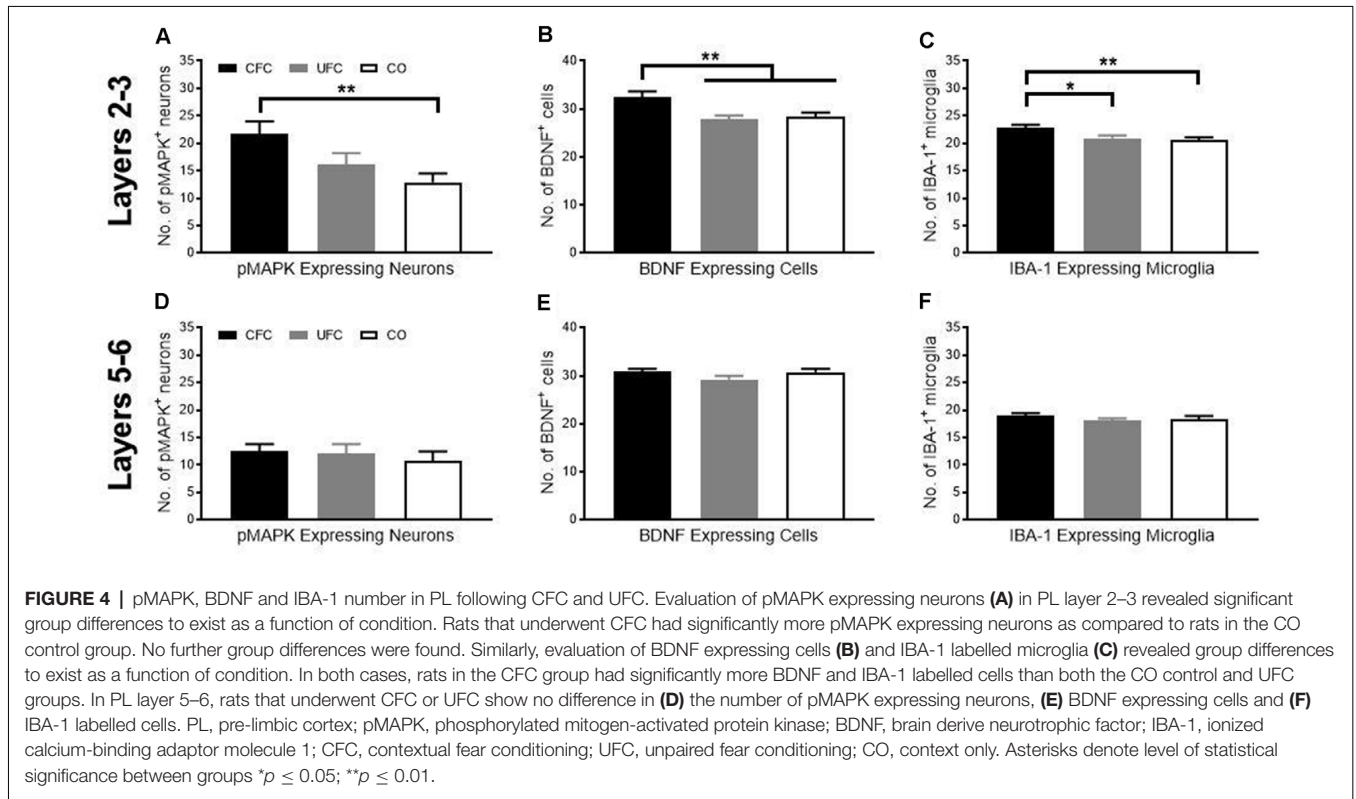 Layers 2-3
A
No. of pMAPK⁺ neurons
35
30
25
20
15
10
5
0
CFC UFC CO
**
pMAPK Expressing Neurons
B
No. of BDNF⁺ cells
40
30
20
10
0
**
BDNF Expressing Cells
C
No. of IBA-1⁺ microglia
35
30
25
20
15
10
5
0
**
*
IBA-1 Expressing Microglia
Layers 5-6
D
No. of pMAPK⁺ neurons
35
30
25
20
15
10
5
0
CFC UFC CO
pMAPK Expressing Neurons
E
No. of BDNF⁺ cells
40
30
20
10
0
BDNF Expressing Cells
F
No. of IBA-1⁺ microglia
35
30
25
20
15
10
5
0
IBA-1 Expressing Microglia
FIGURE 4 | pMAPK, BDNF and IBA-1 number in PL following CFC and UFC. Evaluation of pMAPK expressing neurons (A) in PL layer 2–3 revealed significant
group differences to exist as a function of condition. Rats that underwent CFC had significantly more pMAPK expressing neurons as compared to rats in the CO
control group. No further group differences were found. Similarly, evaluation of BDNF expressing cells (B) and IBA-1 labelled microglia (C) revealed group differences
to exist as a function of condition. In both cases, rats in the CFC group had significantly more BDNF and IBA-1 labelled cells than both the CO control and UFC
groups. In PL layer 5–6, rats that underwent CFC or UFC show no difference in (D) the number of pMAPK expressing neurons, (E) BDNF expressing cells and (F)
IBA-1 labelled cells. PL, pre-limbic cortex; pMAPK, phosphorylated mitogen-activated protein kinase; BDNF, brain derive neurotrophic factor; IBA-1, ionized
calcium-binding adaptor molecule 1; CFC, contextual fear conditioning; UFC, unpaired fear conditioning; CO, context only. Asterisks denote level of statistical
significance between groups *p ≤ 0.05; **p ≤ 0.01.